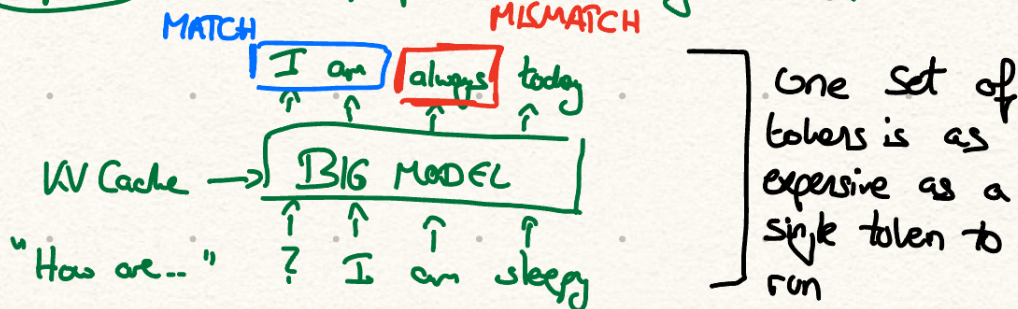 MATCH
MISMATCH
I am always today
KV Cache → BIG MODEL
"How are.." ? I am sleepy
One set of
tokens is as
expensive as a
single token to
run